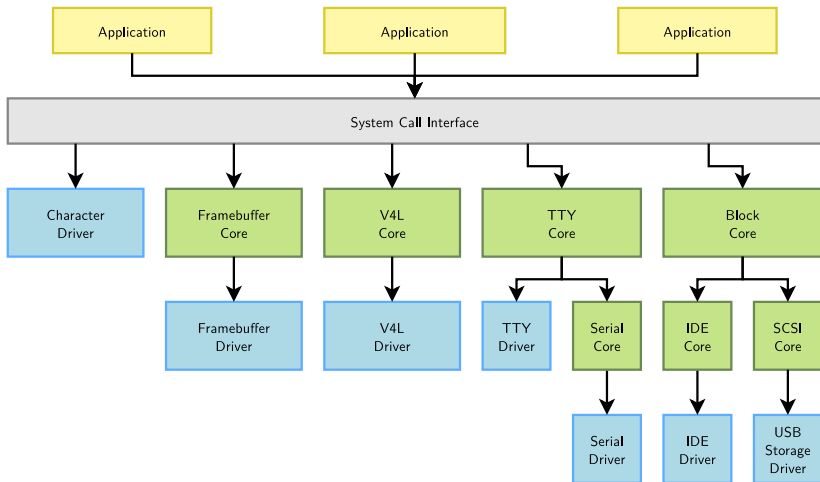 Application
Application
Application
System Call Interface
Character
Driver
Framebuffer
Core
V4L
Core
TTY
Core
Block
Core
Framebuffer
Driver
V4L
Driver
TTY
Driver
Serial
Core
IDE
Core
SCSI
Core
Serial
Driver
IDE
Driver
USB
Storage
Driver